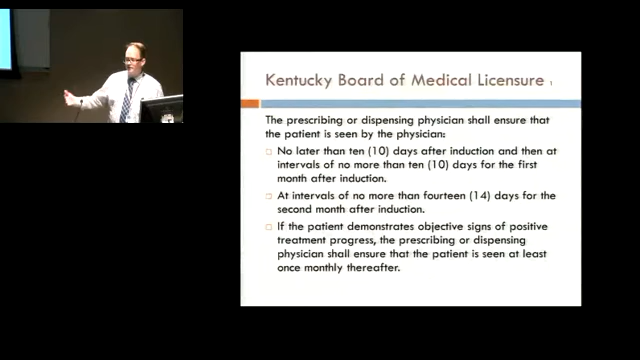 Kentucky Board of Medical Licensure 1
The prescribing or dispensing physician shall ensure that
the patient is seen by the physician:
No later than ten (10) days after induction and then at
intervals of no more than ten (10) days for the first
month after induction.
At intervals of no more than fourteen (14) days for the
second month after induction.
If the patient demonstrates objective signs of positive
treatment progress, the prescribing or dispensing
physician shall ensure that the patient is seen at least
once monthly thereafter.